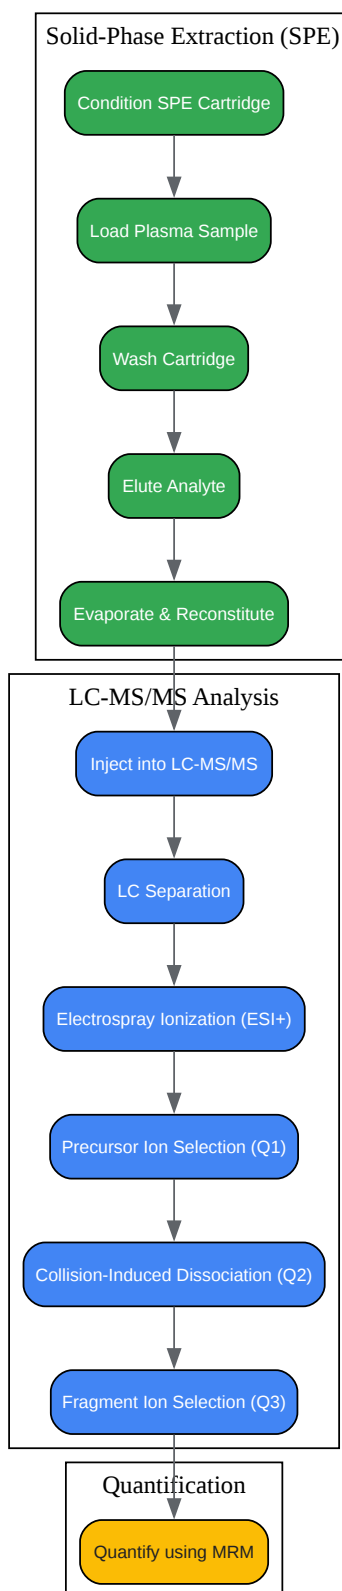 Solid-Phase Extraction (SPE)
Condition SPE Cartridge
Load Plasma Sample
Wash Cartridge
Elute Analyte
Evaporate & Reconstitute
LC-MS/MS Analysis
Inject into LC-MS/MS
LC Separation
Electrospray Ionization (ESI+)
Precursor Ion Selection (Q1)
Collision-Induced Dissociation (Q2)
Fragment Ion Selection (Q3)
Quantification
Quantify using MRM